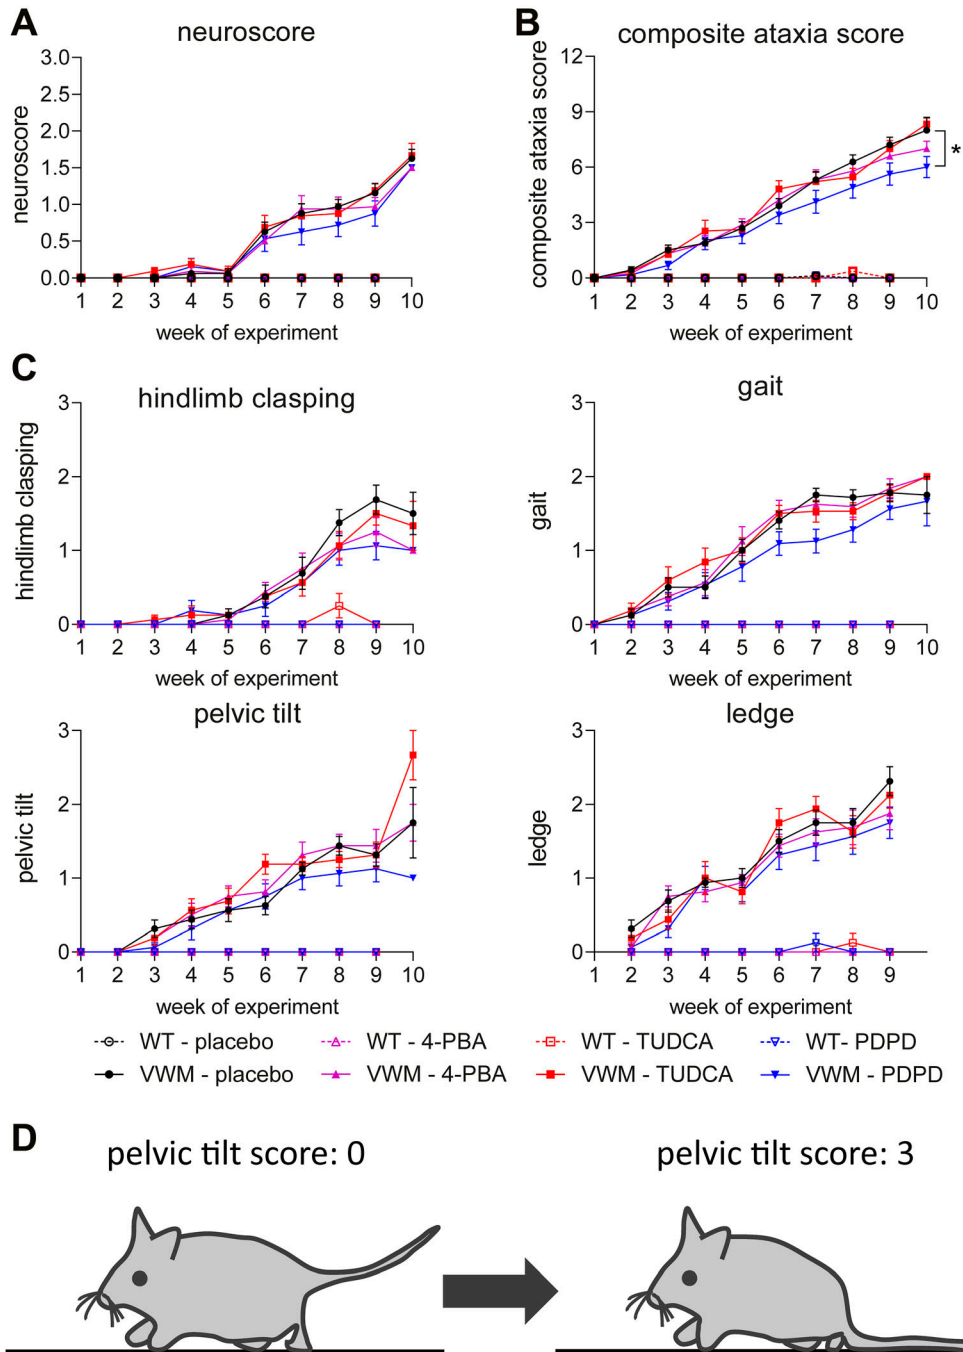 A
neuroscore
neuroscore
3.0
2.5
2.0
1.5
1.0
0.5
0.0
1 2 3 4 5 6 7 8 9 10
week of experiment
B
composite ataxia score
composite ataxia score
12
9
6
3
0
*
1 2 3 4 5 6 7 8 9 10
week of experiment
C
hindlimb clasping
hindlimb clasping
3
2
1
0
1 2 3 4 5 6 7 8 9 10
week of experiment
gait
gait
3
2
1
0
1 2 3 4 5 6 7 8 9 10
week of experiment
pelvic tilt
pelvic tilt
3
2
1
0
1 2 3 4 5 6 7 8 9 10
week of experiment
ledge
ledge
3
2
1
0
1 2 3 4 5 6 7 8 9
week of experiment
WT - placebo WT - 4-PBA WT - TUDCA WT- PDPD
VWM - placebo VWM - 4-PBA VWM - TUDCA VWM - PDPD
D
pelvic tilt score: 0 pelvic tilt score: 3